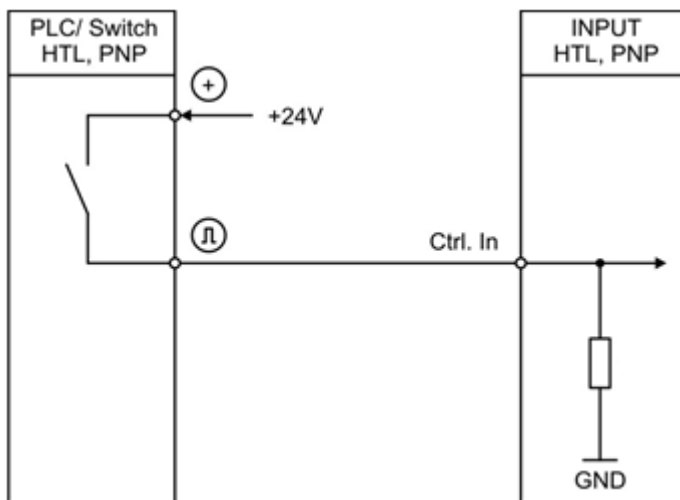 PLC/ Switch
HTL, PNP
INPUT
HTL, PNP
+
+24V
Ctrl. In
GND